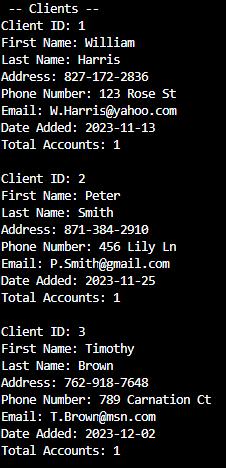 -- Clients --
Client ID: 1
First Name: William
Last Name: Harris
Address: 827-172-2836
Phone Number: 123 Rose St
Email: W.Harris@yahoo.com
Date Added: 2023-11-13
Total Accounts: 1

Client ID: 2
First Name: Peter
Last Name: Smith
Address: 871-384-2910
Phone Number: 456 Lily Ln
Email: P.Smith@gmail.com
Date Added: 2023-11-25
Total Accounts: 1

Client ID: 3
First Name: Timothy
Last Name: Brown
Address: 762-918-7648
Phone Number: 789 Carnation Ct
Email: T.Brown@msn.com
Date Added: 2023-12-02
Total Accounts: 1